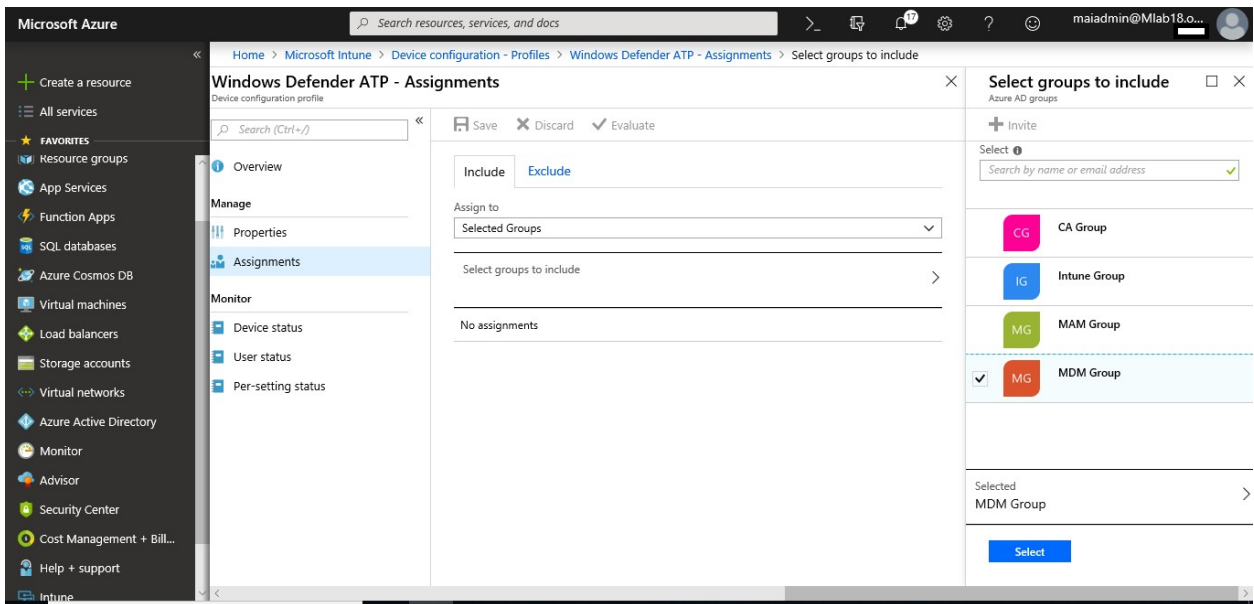 Microsoft Azure
Search resources, services, and docs
17
maiadmin@Mlab18.o...
Home > Microsoft Intune > Device configuration - Profiles > Windows Defender ATP - Assignments > Select groups to include
Create a resource
All services
FAVORITES
Resource groups
App Services
Function Apps
SQL databases
Azure Cosmos DB
Virtual machines
Load balancers
Storage accounts
Virtual networks
Azure Active Directory
Monitor
Advisor
Security Center
Cost Management + Bill...
Help + support
Intune
Windows Defender ATP - Assignments
Device configuration profile
Search (Ctrl+/)
Overview
Manage
Properties
Assignments
Monitor
Device status
User status
Per-setting status
Save Discard Evaluate
Include Exclude
Assign to
Selected Groups
Select groups to include
No assignments
Select groups to include
Azure AD groups
Invite
Select
Search by name or email address
CG CA Group
IG Intune Group
MG MAM Group
MG MDM Group
Selected
MDM Group
Select